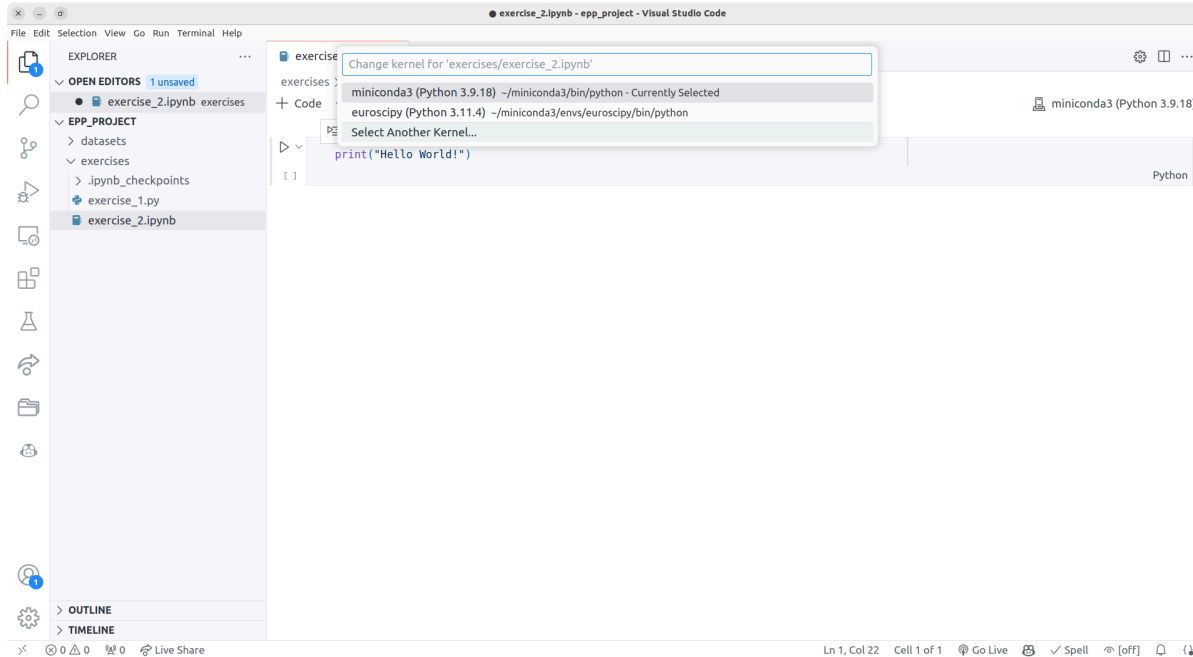 ● exercise_2.ipynb - epp_project - Visual Studio Code
File Edit Selection View Go Run Terminal Help
EXPLORER
OPEN EDITORS 1 unsaved
● exercise_2.ipynb exercises
EPP_PROJECT
datasets
exercises
.ipynb_checkpoints
exercise_1.py
exercise_2.ipynb
OUTLINE
TIMELINE
exercise
exercises
+ Code
Change kernel for 'exercises/exercise_2.ipynb'
miniconda3 (Python 3.9.18) ~/miniconda3/bin/python - Currently Selected
euroscipy (Python 3.11.4) ~/miniconda3/envs/euroscipy/bin/python
Select Another Kernel...
miniconda3 (Python 3.9.18)
print("Hello World!")
[ ]
Python
1
1
0 0 0 Live Share
Ln 1, Col 22 Cell 1 of 1 Go Live Spell [off]